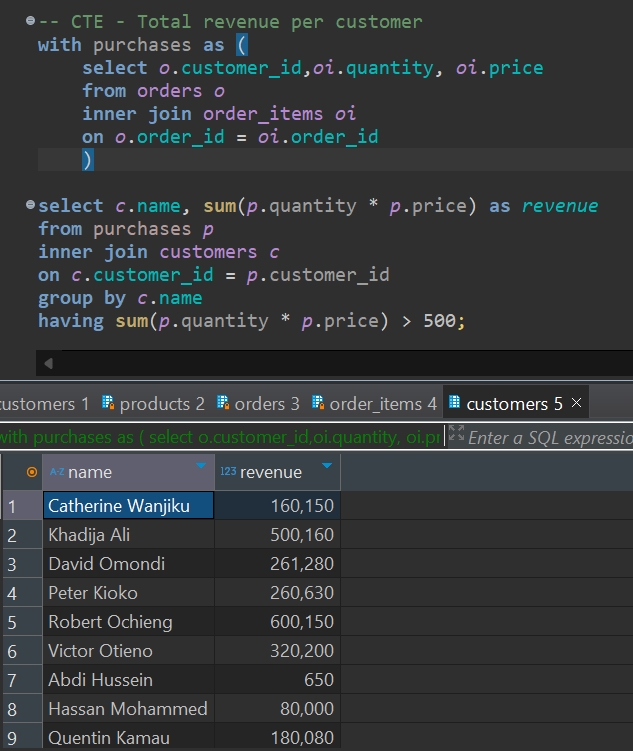 -- CTE - Total revenue per customer
with purchases as (
select o.customer_id,oi.quantity, oi.price
from orders o
inner join order_items oi
on o.order_id = oi.order_id
)
select c.name, sum(p.quantity * p.price) as revenue
from purchases p
inner join customers c
on c.customer_id = p.customer_id
group by c.name
having sum(p.quantity * p.price) > 500;
customers 1 products 2 orders 3 order_items 4 customers 5
with purchases as ( select o.customer_id,oi.quantity, oi.pr Enter a SQL expressio
A-Z name 123 revenue
1 Catherine Wanjiku 160,150
2 Khadija Ali 500,160
3 David Omondi 261,280
4 Peter Kioko 260,630
5 Robert Ochieng 600,150
6 Victor Otieno 320,200
7 Abdi Hussein 650
8 Hassan Mohammed 80,000
9 Quentin Kamau 180,080